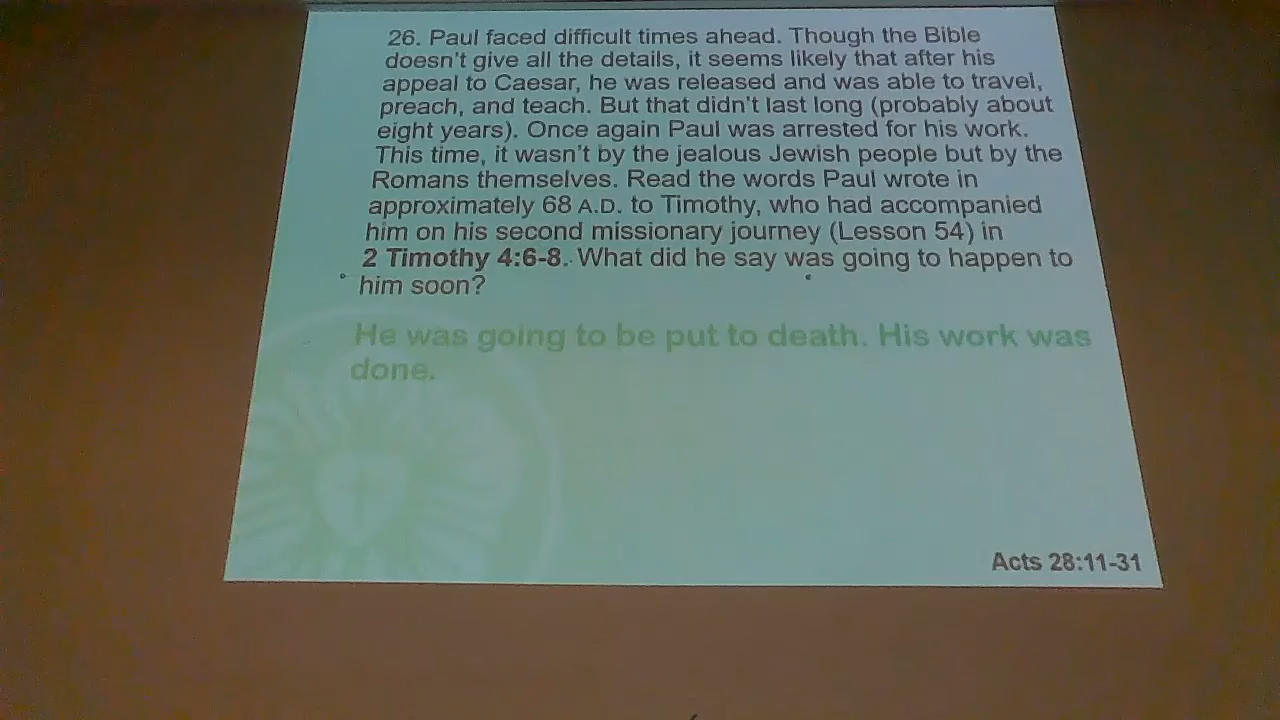 26. Paul faced difficult times ahead. Though the Bible
doesn't give all the details, it seems likely that after his
appeal to Caesar, he was released and was able to travel,
preach, and teach. But that didn't last long (probably about
eight years). Once again Paul was arrested for his work.
This time, it wasn't by the jealous Jewish people but by the
Romans themselves. Read the words Paul wrote in
approximately 68 A.D. to Timothy, who had accompanied
him on his second missionary journey (Lesson 54) in
2 Timothy 4:6-8. What did he say was going to happen to
him soon?
He was going to be put to death. His work was
done.
Acts 28:11-31